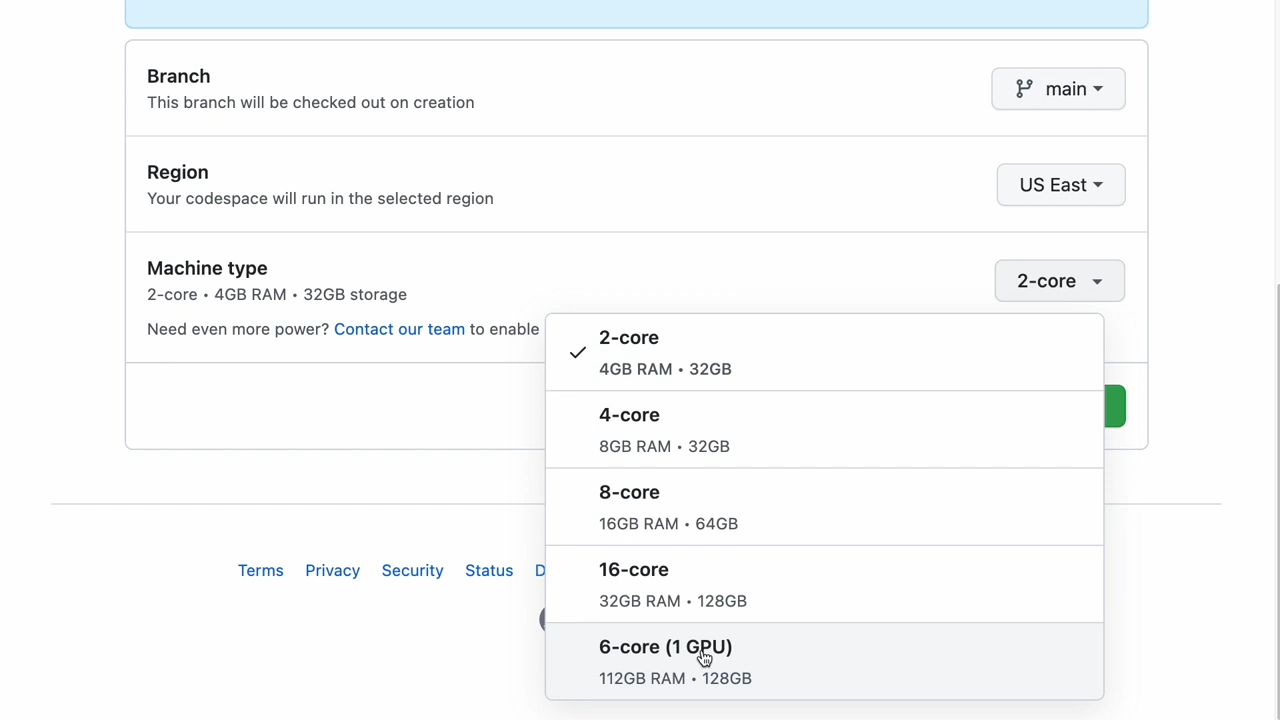 Branch
This branch will be checked out on creation
main
Region
Your codespace will run in the selected region
US East
Machine type
2-core • 4GB RAM • 32GB storage
2-core
Need even more power? Contact our team to enable
2-core
4GB RAM • 32GB
4-core
8GB RAM • 32GB
8-core
16GB RAM • 64GB
16-core
32GB RAM • 128GB
6-core (1 GPU)
112GB RAM • 128GB
Terms Privacy Security Status D